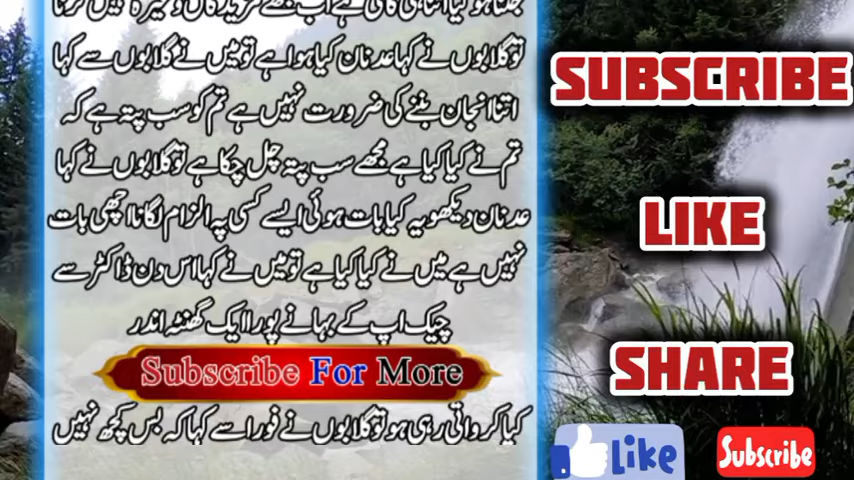 تو گلابوں نے کہا عدنان کیا ہوا ہے تو میں نے گلابوں سے کہا
اتنا انجان بننے کی ضرورت نہیں ہے تم کو سب پتہ ہے کہ
تم نے کیا کیا ہے مجھے سب پتہ چل چکا ہے تو گلابوں نے کہا
عدنان دیکھو یہ کیا بات ہوئی ایسے کسی پہ الزام لگانا اچھی بات
نہیں ہے میں نے کیا کیا ہے تو میں نے کہا اس دن ڈاکٹر سے
چیک اپ کے بہانے پورا ایک گھنٹہ اندر
Subscribe For More
کیا کرواتی رہی ہو تو گلابوں نے فورا سے کہا کہ بس کچھ نہیں
SUBSCRIBE
LIKE
SHARE
Like
Subscribe